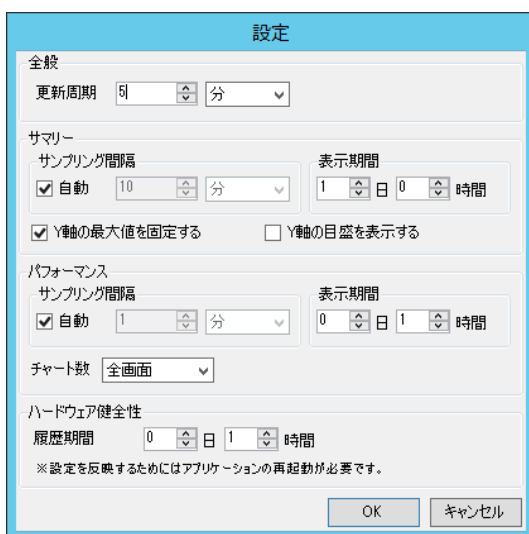 設定
全般
更新周期 5 分
サマリー
サンプリング間隔 表示期間
自動 10 分 1 日 0 時間
Y軸の最大値を固定する Y軸の目盛を表示する
パフォーマンス
サンプリング間隔 表示期間
自動 1 分 0 日 1 時間
チャート数 全画面
ハードウェア健全性
履歴期間 0 日 1 時間
※設定を反映するためにはアプリケーションの再起動が必要です。
OK キャンセル